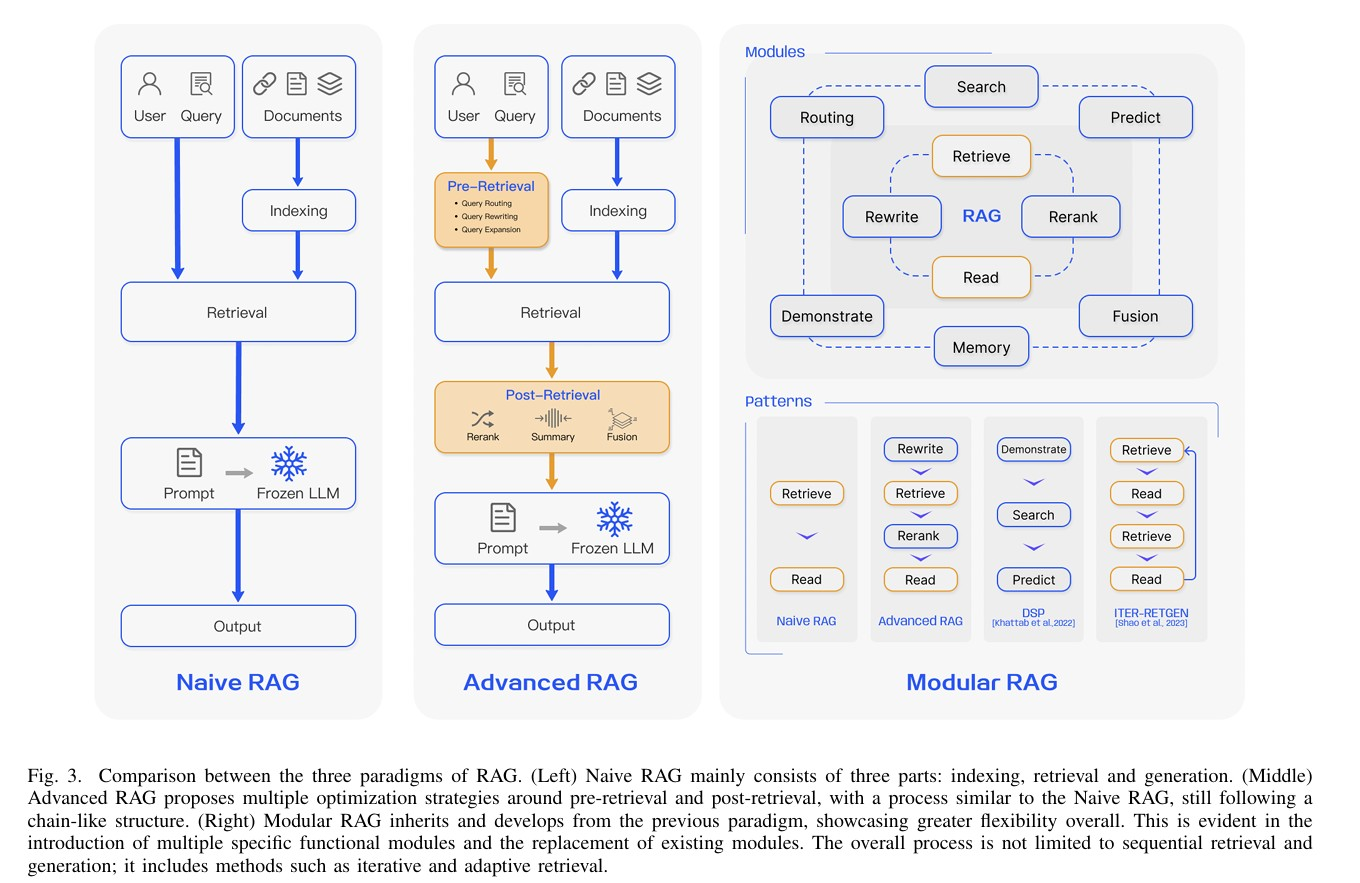 User Query
Documents
Indexing
Retrieval
Prompt
Frozen LLM
Output
Naive RAG
User Query
Documents
Pre-Retrieval
• Query Routing
• Query Rewriting
• Query Expansion
Indexing
Retrieval
Post-Retrieval
Rerank
Summary
Fusion
Prompt
Frozen LLM
Output
Advanced RAG
Modules
Search
Routing
Predict
Retrieve
Rewrite
RAG
Rerank
Read
Demonstrate
Fusion
Memory
Patterns
Retrieve
Read
Naive RAG
Rewrite
Retrieve
Rerank
Read
Advanced RAG
Demonstrate
Search
Predict
DSP
[Khattab et al.,2022]
Retrieve
Read
Retrieve
Read
ITER-RETGEN
[Shao et al., 2023]
Modular RAG
Fig. 3. Comparison between the three paradigms of RAG. (Left) Naive RAG mainly consists of three parts: indexing, retrieval and generation. (Middle)
Advanced RAG proposes multiple optimization strategies around pre-retrieval and post-retrieval, with a process similar to the Naive RAG, still following a
chain-like structure. (Right) Modular RAG inherits and develops from the previous paradigm, showcasing greater flexibility overall. This is evident in the
introduction of multiple specific functional modules and the replacement of existing modules. The overall process is not limited to sequential retrieval and
generation; it includes methods such as iterative and adaptive retrieval.